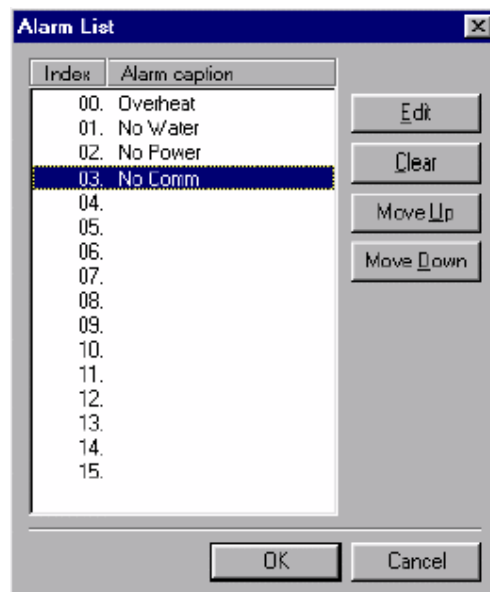 Alarm List
Index Alarm caption
00. Overheat
01. No Water
02. No Power
03. No Comm
04.
05.
06.
07.
08.
09.
10.
11.
12.
13.
14.
15.
Edit
Clear
Move Up
Move Down
OK Cancel